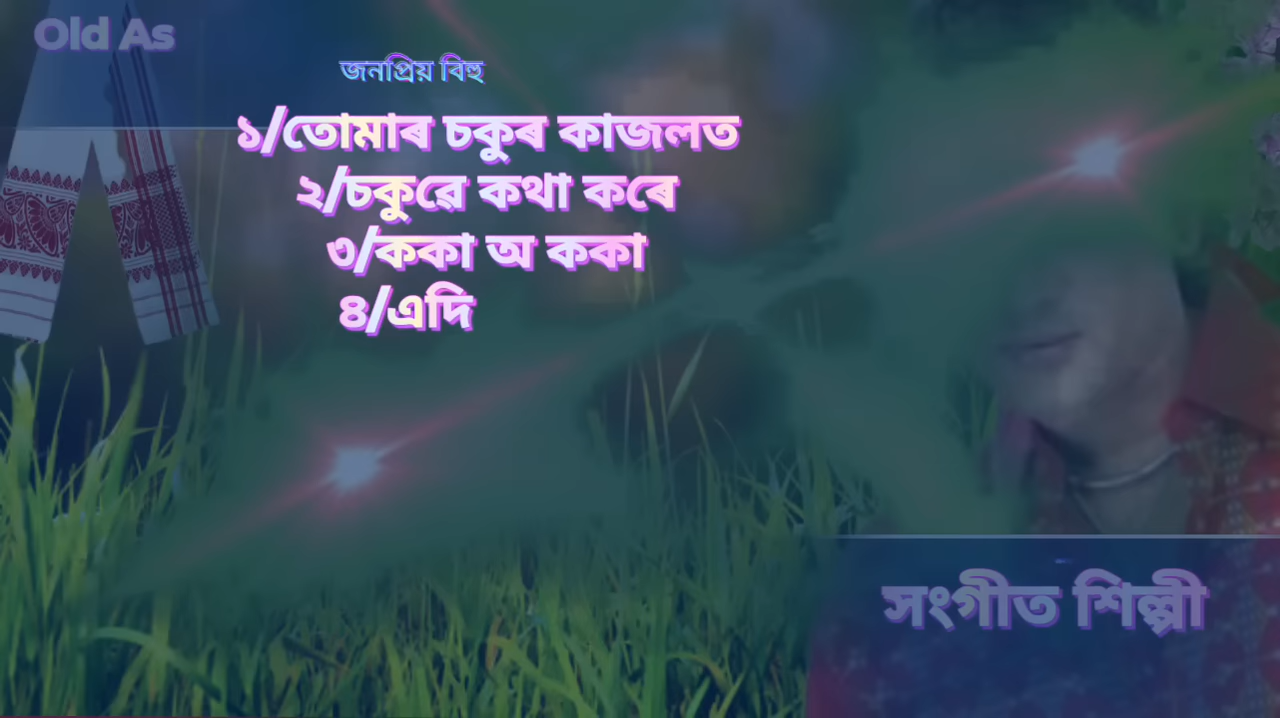 Old As
জনপ্ৰিয় বিহু
১/তোমাৰ চকুৰ কাজলত
২/চকুৱে কথা কৰে
৩/ককা অ ককা
৪/এদি
সংগীত শিল্পী